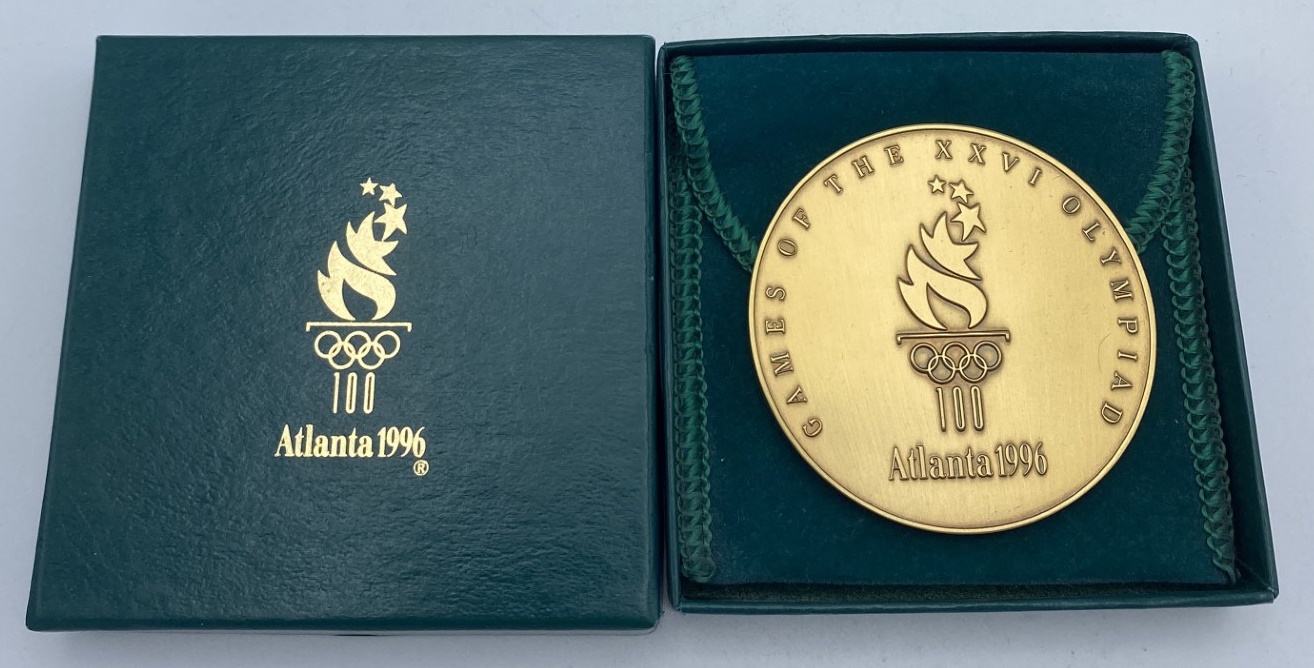 100
Atlanta 1996
®
GAMES OF THE XXVI OLYMPIAD
100
Atlanta 1996